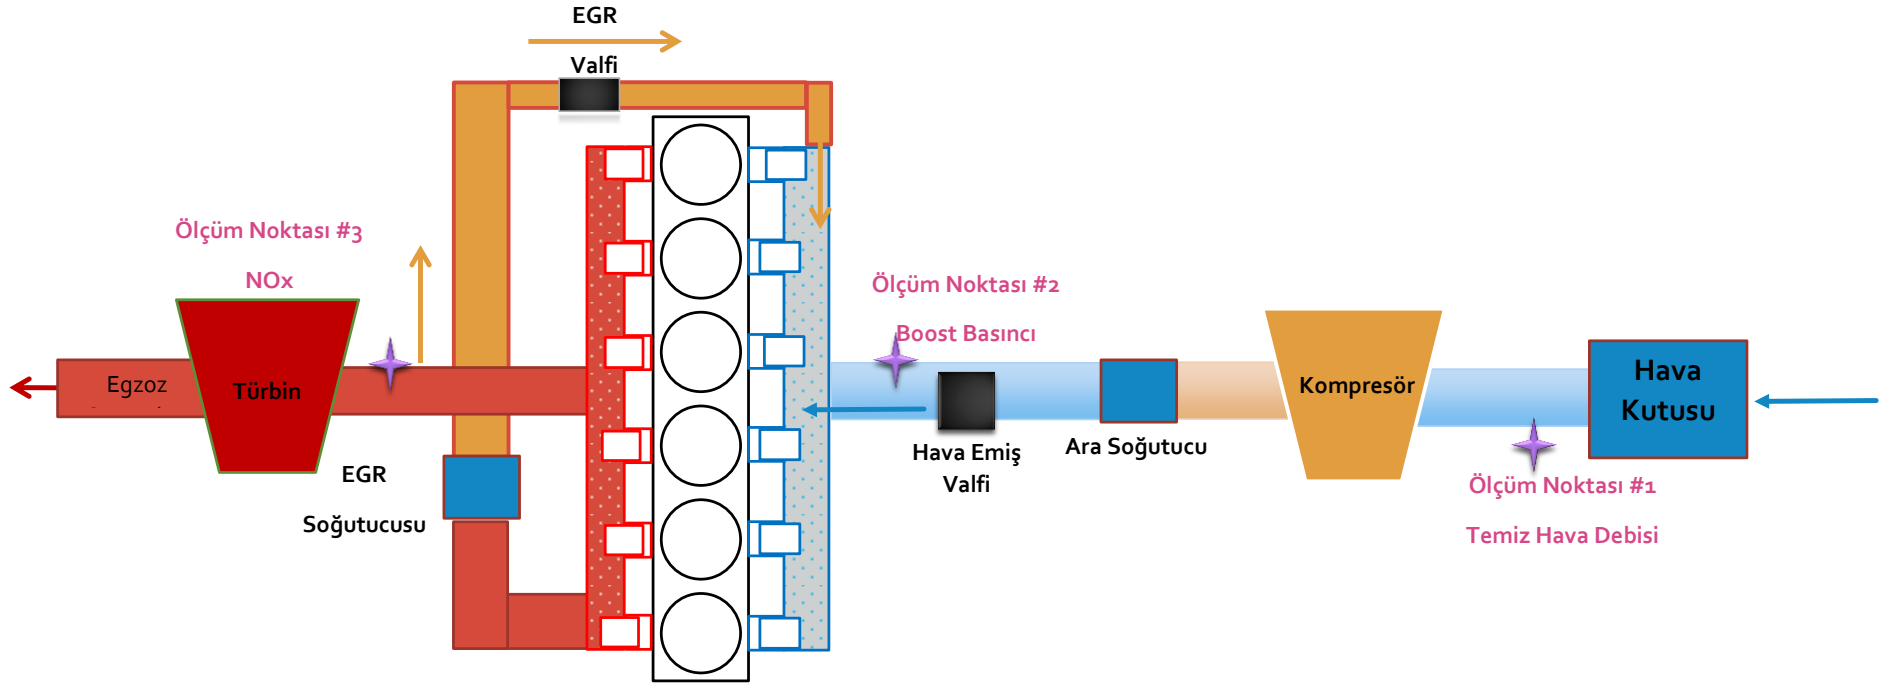 EGR
Valfi
Ölçüm Noktası #3
NOx
Ölçüm Noktası #2
Boost Basıncı
Hava
Kutusu
Egzoz
Türbin
Kompresör
Hava Emiş
Valfi
Ara Soğutucu
EGR
Soğutucusu
Ölçüm Noktası #1
Temiz Hava Debisi